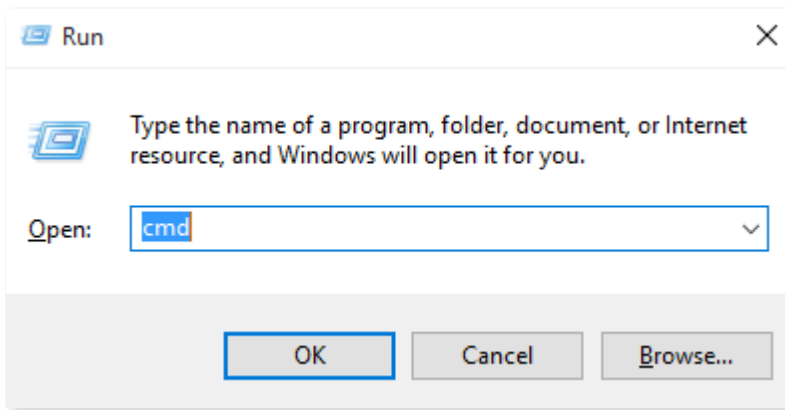 Run
Type the name of a program, folder, document, or Internet
resource, and Windows will open it for you.
Open: cmd
OK Cancel Browse...